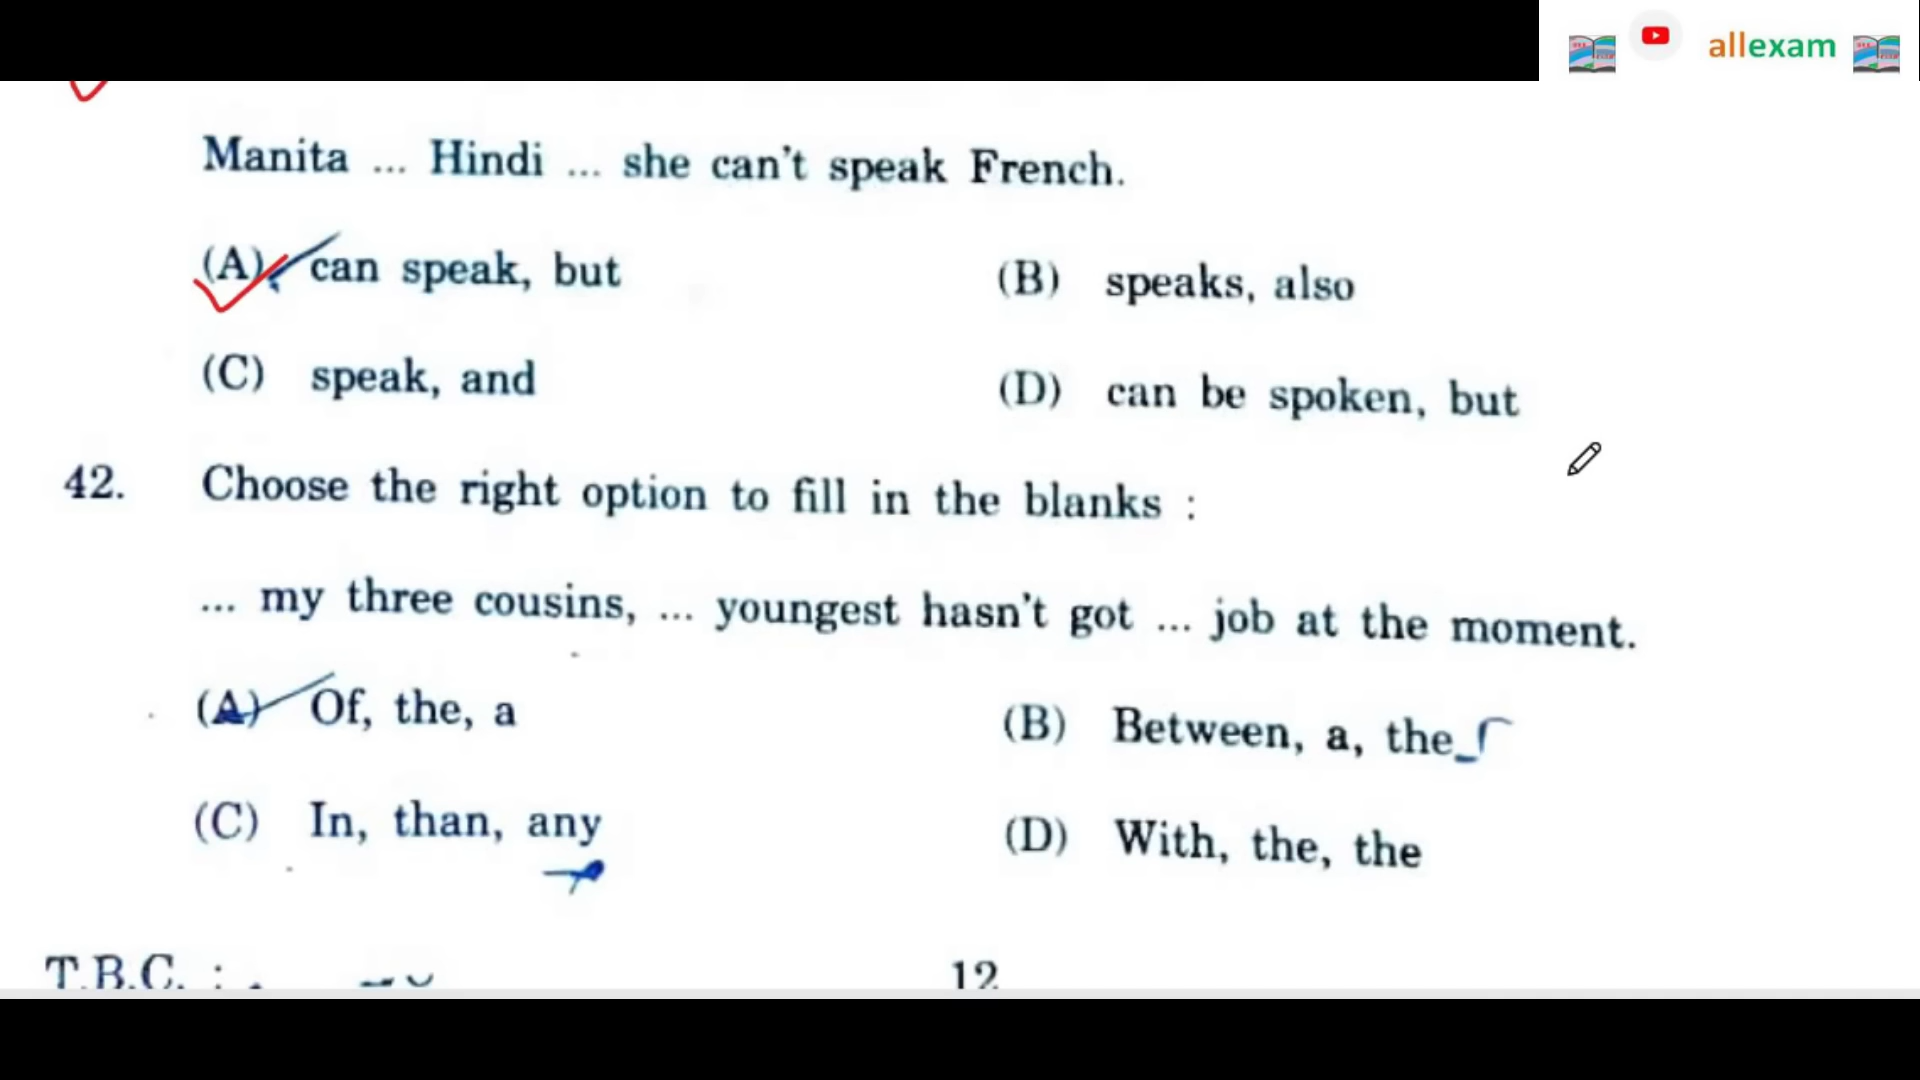 allexam
Manita ... Hindi ... she can't speak French.
(A) can speak, but
(B) speaks, also
(C) speak, and
(D) can be spoken, but
42. Choose the right option to fill in the blanks :
... my three cousins, ... youngest hasn't got ... job at the moment.
(A) Of, the, a
(B) Between, a, the
(C) In, than, any
(D) With, the, the
T.B.C. :
12